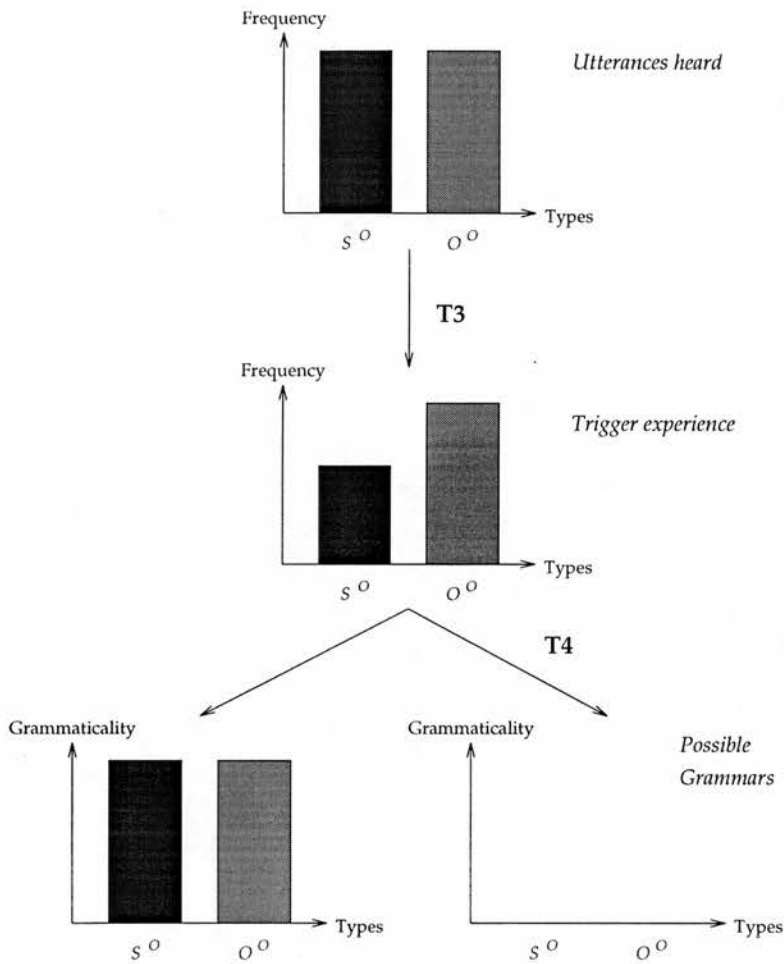 Frequency
Utterances heard
Types
S^O O^O
T3
Frequency
Trigger experience
Types
S^O O^O
T4
Grammaticality
Grammaticality
Possible
Grammars
Types
Types
S^O O^O
S^O O^O